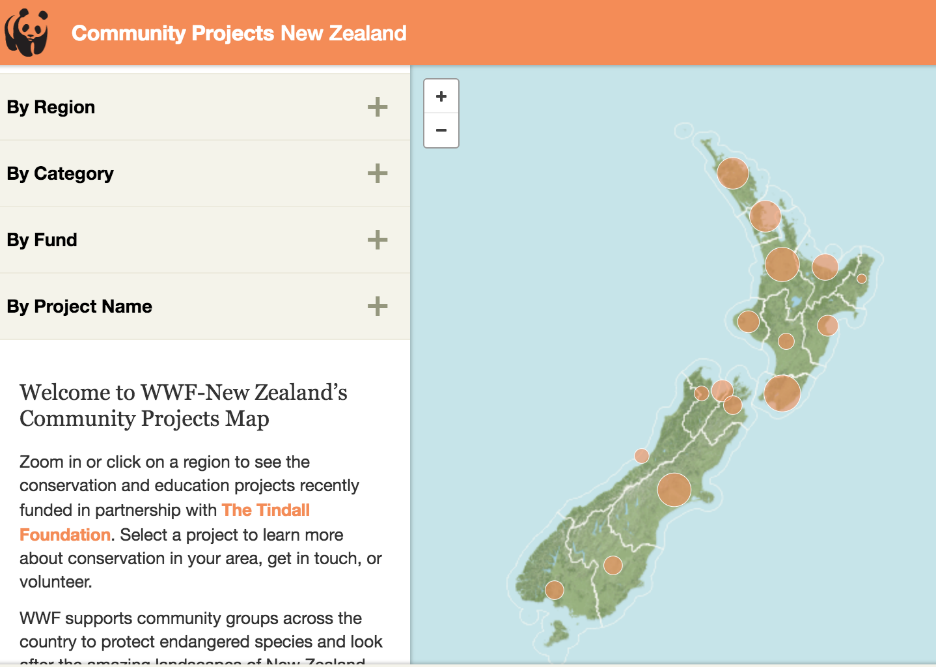 Community Projects New Zealand
By Region +
By Category +
By Fund +
By Project Name +
+
−
Welcome to WWF-New Zealand’s
Community Projects Map
Zoom in or click on a region to see the
conservation and education projects recently
funded in partnership with The Tindall
Foundation. Select a project to learn more
about conservation in your area, get in touch, or
volunteer.
WWF supports community groups across the
country to protect endangered species and look
after the amazing landscapes of New Zealand